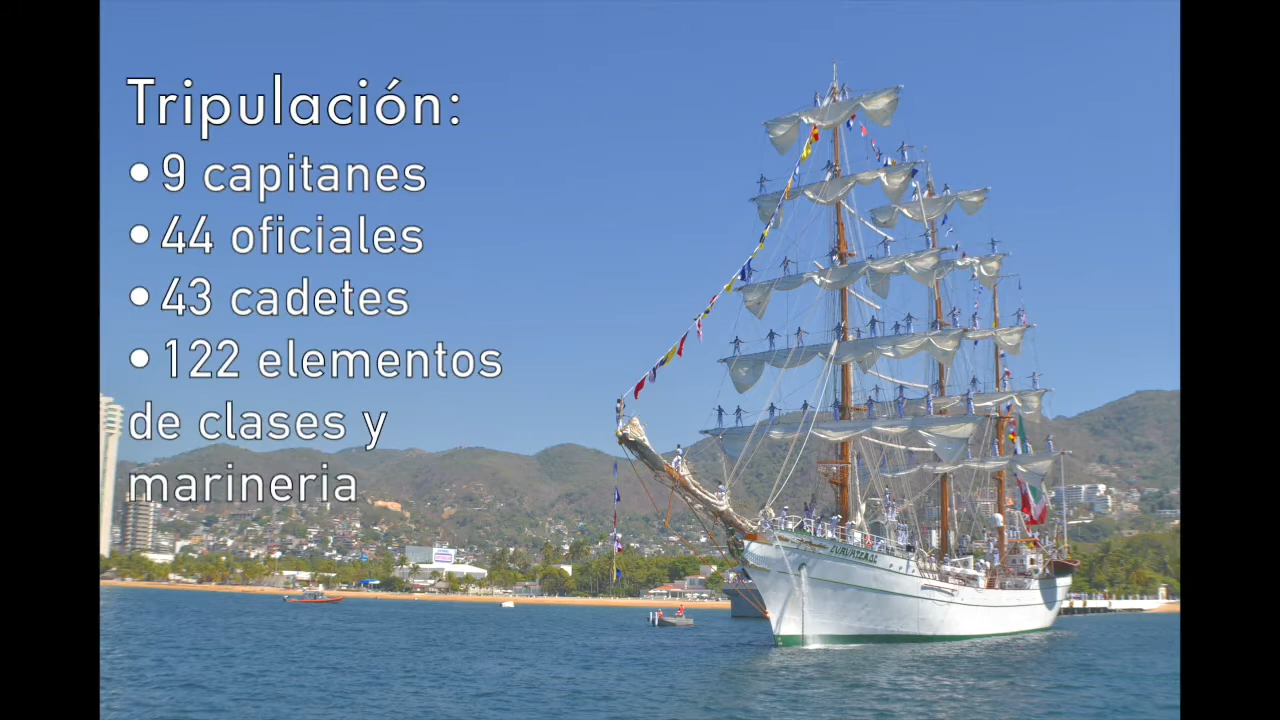 Tripulación:
• 9 capitanes
• 44 oficiales
• 43 cadetes
• 122 elementos
de clases y
marineria